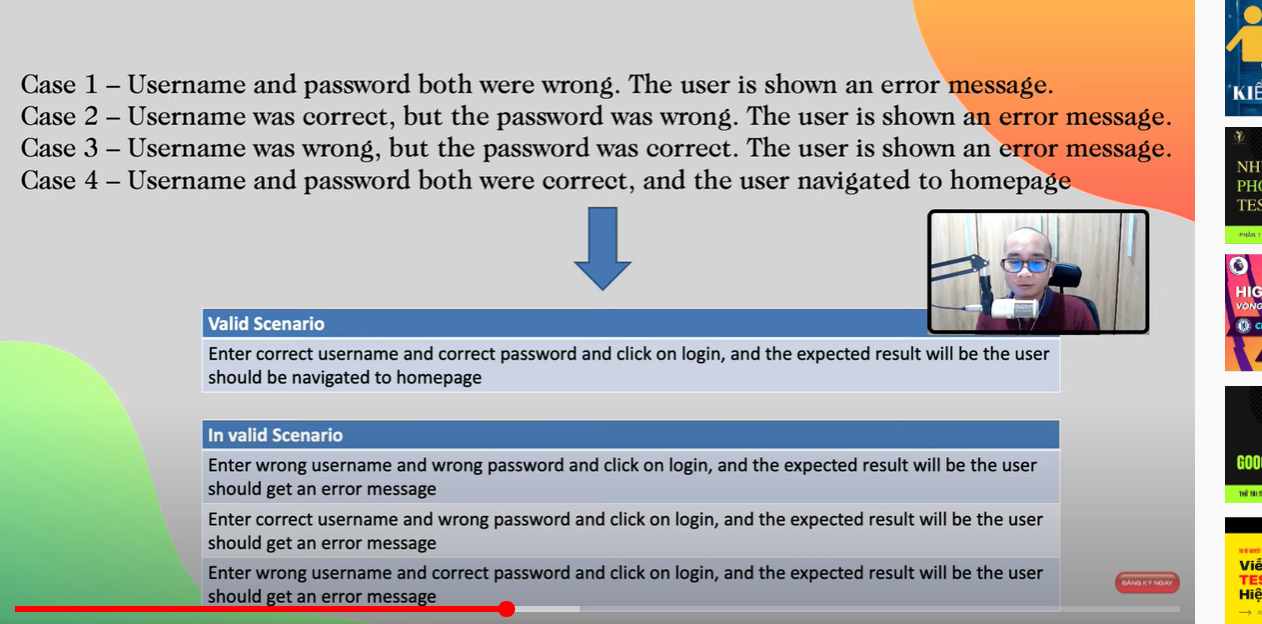 Case 1 – Username and password both were wrong. The user is shown an error message.
Case 2 – Username was correct, but the password was wrong. The user is shown an error message.
Case 3 – Username was wrong, but the password was correct. The user is shown an error message.
Case 4 – Username and password both were correct, and the user navigated to homepage
Valid Scenario
Enter correct username and correct password and click on login, and the expected result will be the user
should be navigated to homepage
In valid Scenario
Enter wrong username and wrong password and click on login, and the expected result will be the user
should get an error message
Enter correct username and wrong password and click on login, and the expected result will be the user
should get an error message
Enter wrong username and correct password and click on login, and the expected result will be the user
should get an error message
ĐĂNG KÝ NGAY
PHẦN 1